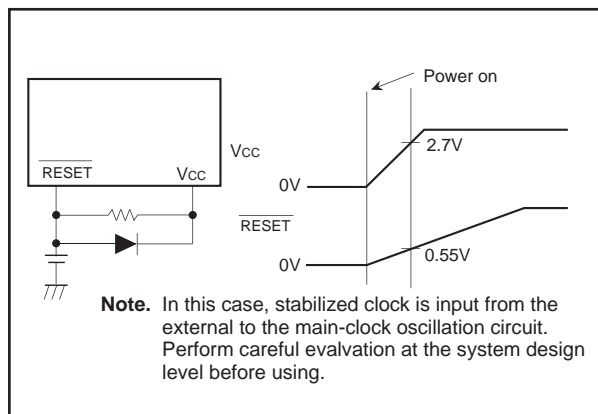 Power on
RESET
VCC
VCC
2.7V
0V
RESET
0.55V
0V
Note. In this case, stabilized clock is input from the
external to the main-clock oscillation circuit.
Perform careful evalvation at the system design
level before using.